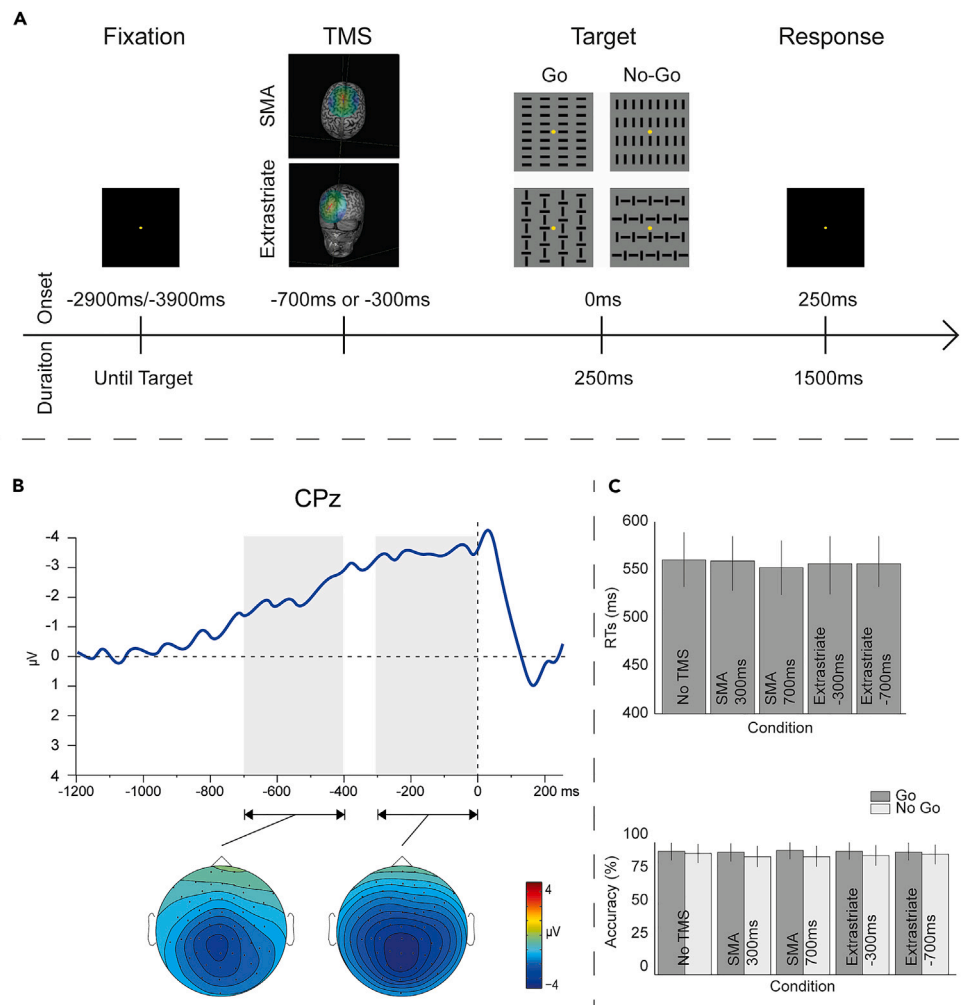 A
Fixation
TMS
Target
Response
Go
No-Go
SMA
Extrastriate
Onset
-2900ms/-3900ms
-700ms or -300ms
0ms
250ms
Duraiton
Until Target
250ms
1500ms
B
CPz
-4
-3
-2
-1
0
1
2
3
4
µV
-1200
-1000
-800
-600
-400
-200
0
200 ms
4
µV
−4
C
600
550
500
450
400
RTs (ms)
No TMS
SMA
300ms
SMA
700ms
Extrastriate
-300ms
Extrastriate
-700ms
Condition
Go
No Go
100
75
50
25
0
Accuracy (%)
No TMS
SMA
300ms
SMA
700ms
Extrastriate
-300ms
Extrastriate
-700ms
Condition